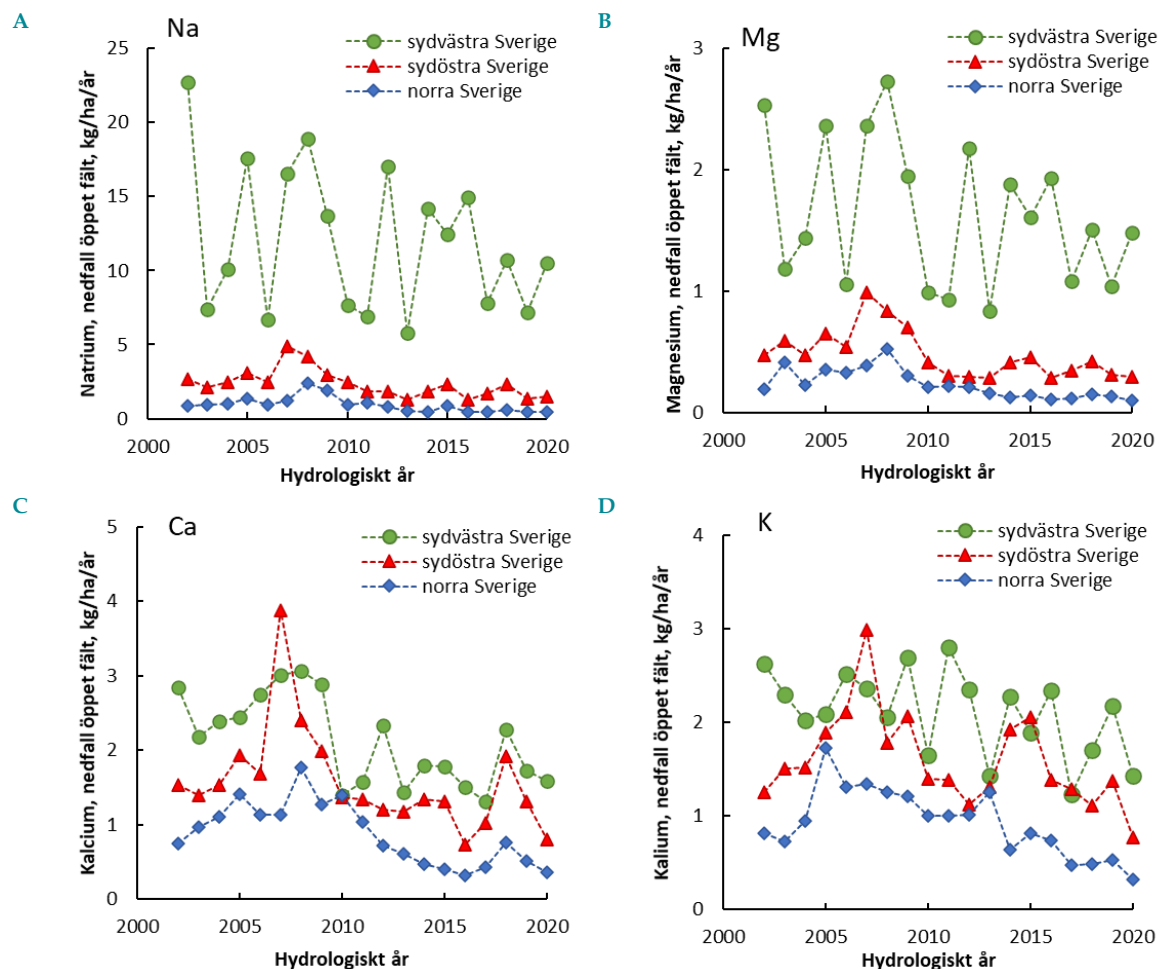 A
Na
sydvästra Sverige
sydöstra Sverige
norra Sverige
Natrium, nedfall öppet fält, kg/ha/år
25
20
15
10
5
0
2000 2005 2010 2015 2020
Hydrologiskt år
B
Mg
sydvästra Sverige
sydöstra Sverige
norra Sverige
Magnesium, nedfall öppet fält, kg/ha/år
3
2
1
0
2000 2005 2010 2015 2020
Hydrologiskt år
C
Ca
sydvästra Sverige
sydöstra Sverige
norra Sverige
Kalcium, nedfall öppet fält, kg/ha/år
5
4
3
2
1
0
2000 2005 2010 2015 2020
Hydrologiskt år
D
K
sydvästra Sverige
sydöstra Sverige
norra Sverige
Kalium, nedfall öppet fält, kg/ha/år
4
3
2
1
0
2000 2005 2010 2015 2020
Hydrologiskt år